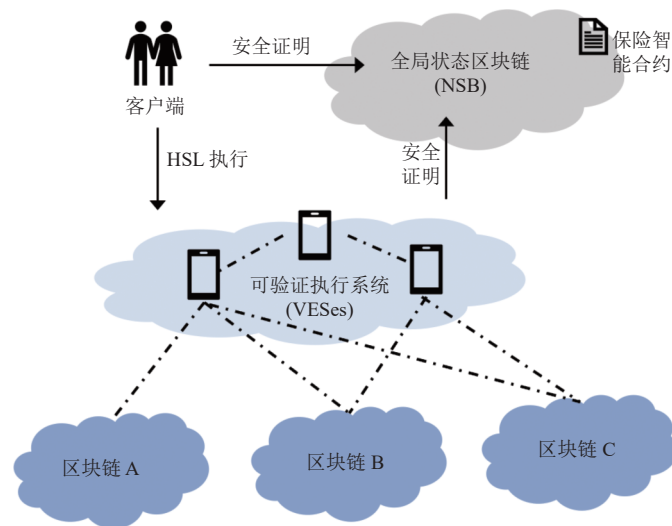 安全证明
全局状态区块链
(NSB)
保险智
能合约
客户端
HSL 执行
安全
证明
可验证执行系统
(VESes)
区块链 A
区块链 B
区块链 C